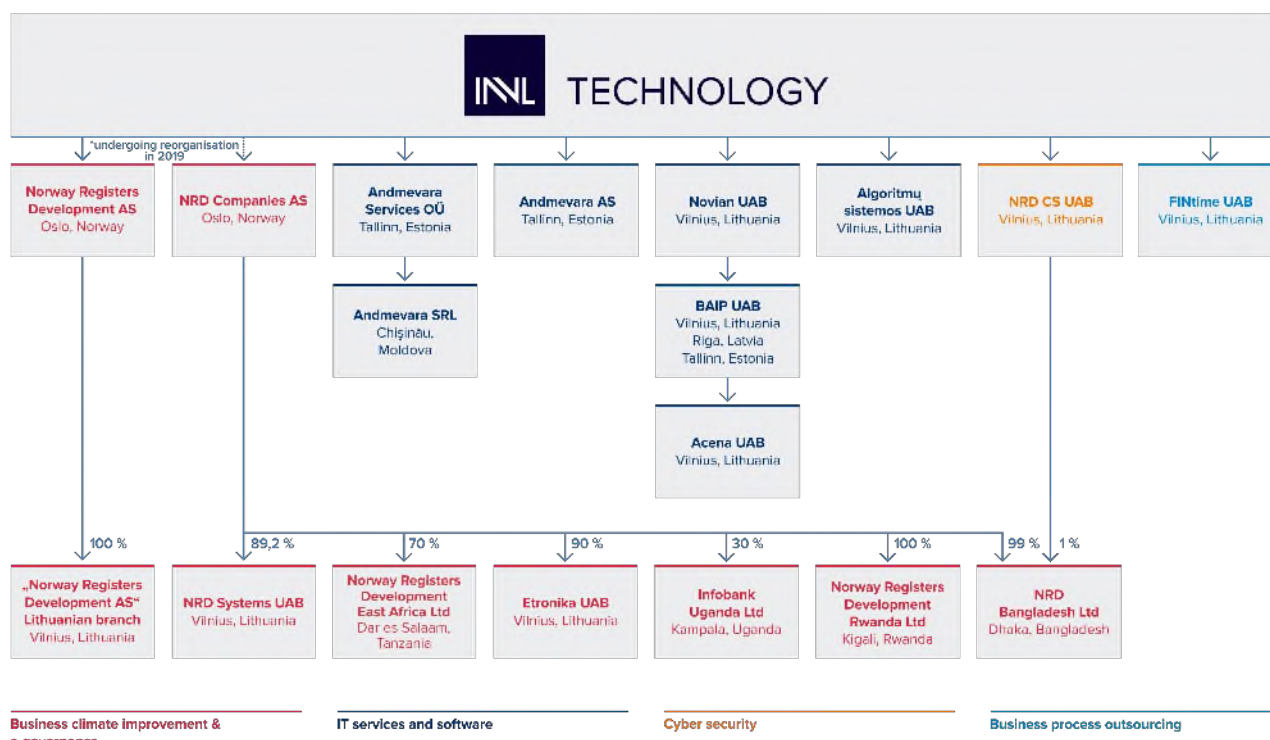 INVL TECHNOLOGY
*undergoing reorganisation
in 2019
Norway Registers
Development AS
Oslo, Norway
NRD Companies AS
Oslo, Norway
Andmevara
Services OÜ
Tallinn, Estonia
Andmevara AS
Tallinn, Estonia
Novian UAB
Vilnius, Lithuania
Algoritmų
sistemos UAB
Vilnius, Lithuania
NRD CS UAB
Vilnius, Lithuania
FINtime UAB
Vilnius, Lithuania
Andmevara SRL
Chişinău,
Moldova
BAIP UAB
Vilnius, Lithuania
Riga, Latvia
Tallinn, Estonia
Acena UAB
Vilnius, Lithuania
100 %
89,2 %
70 %
90 %
30 %
100 %
99 %
1 %
„Norway Registers
Development AS“
Lithuanian branch
Vilnius, Lithuania
NRD Systems UAB
Vilnius, Lithuania
Norway Registers
Development
East Africa Ltd
Dar es Salaam,
Tanzania
Etronika UAB
Vilnius, Lithuania
Infobank
Uganda Ltd
Kampala, Uganda
Norway Registers
Development
Rwanda Ltd
Kigali, Rwanda
NRD
Bangladesh Ltd
Dhaka, Bangladesh
Business climate improvement &
IT services and software
Cyber security
Business process outsourcing